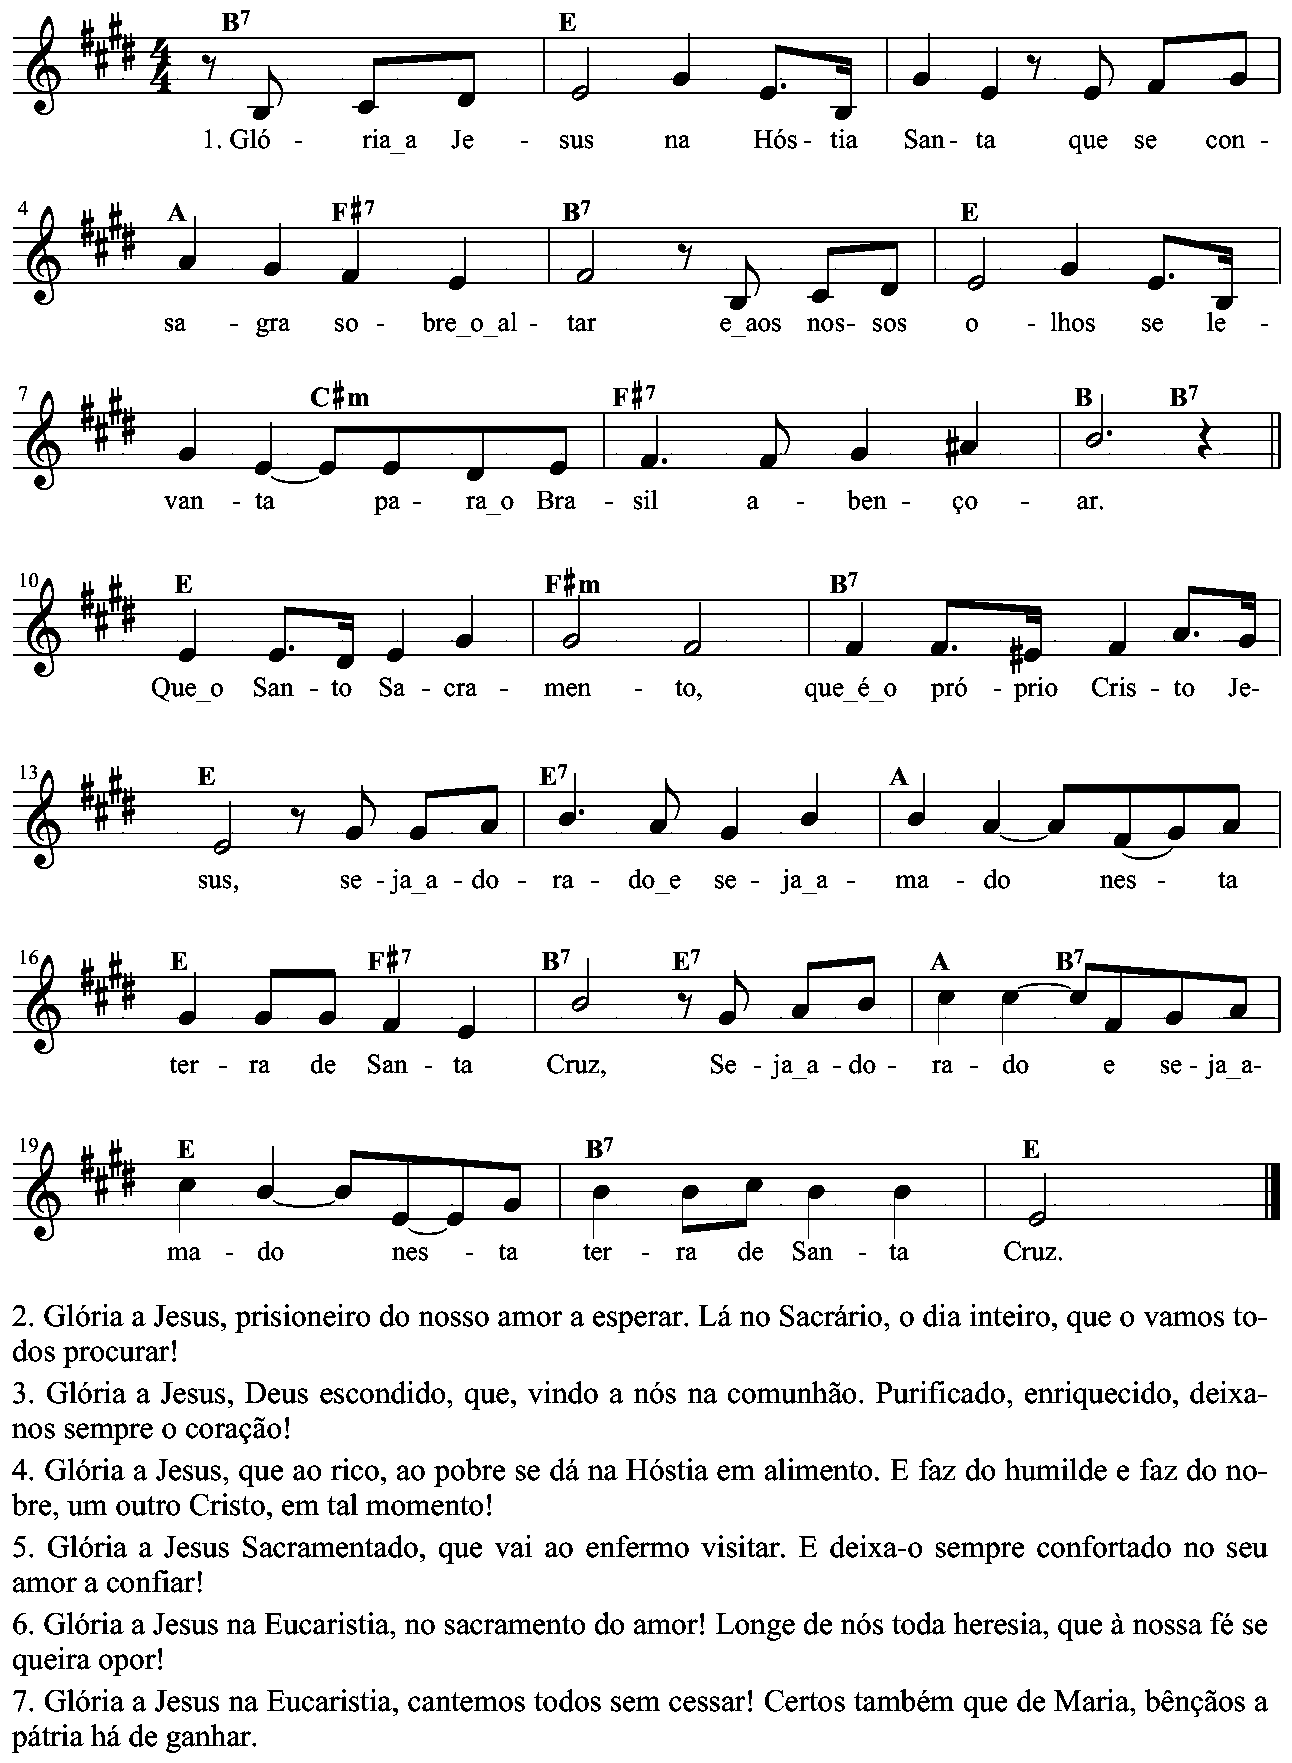 B7 E
1. Gló - ria_a Je - sus na Hós - tia San - ta que se con -
4 A F#7 B7 E
sa - gra so - bre_o_al - tar e_aos nos - sos o - lhos se le -
7 C#m F#7 B B7
van - ta pa - ra_o Bra - sil a - ben - ço - ar.
10 E F#m B7
Que_o San - to Sa - cra - men - to, que_é_o pró - prio Cris - to Je-
13 E E7 A
sus, se - ja_a - do - ra - do_e se - ja_a - ma - do nes - ta
16 E F#7 B7 E7 A B7
ter - ra de San - ta Cruz, Se - ja_a - do - ra - do e se - ja_a-
19 E B7 E
ma - do nes - ta ter - ra de San - ta Cruz.
2. Glória a Jesus, prisioneiro do nosso amor a esperar. Lá no Sacrário, o dia inteiro, que o vamos to-
dos procurar!
3. Glória a Jesus, Deus escondido, que, vindo a nós na comunhão. Purificado, enriquecido, deixa-
nos sempre o coração!
4. Glória a Jesus, que ao rico, ao pobre se dá na Hóstia em alimento. E faz do humilde e faz do no-
bre, um outro Cristo, em tal momento!
5. Glória a Jesus Sacramentado, que vai ao enfermo visitar. E deixa-o sempre confortado no seu
amor a confiar!
6. Glória a Jesus na Eucaristia, no sacramento do amor! Longe de nós toda heresia, que à nossa fé se
queira opor!
7. Glória a Jesus na Eucaristia, cantemos todos sem cessar! Certos também que de Maria, bênçãos a
pátria há de ganhar.